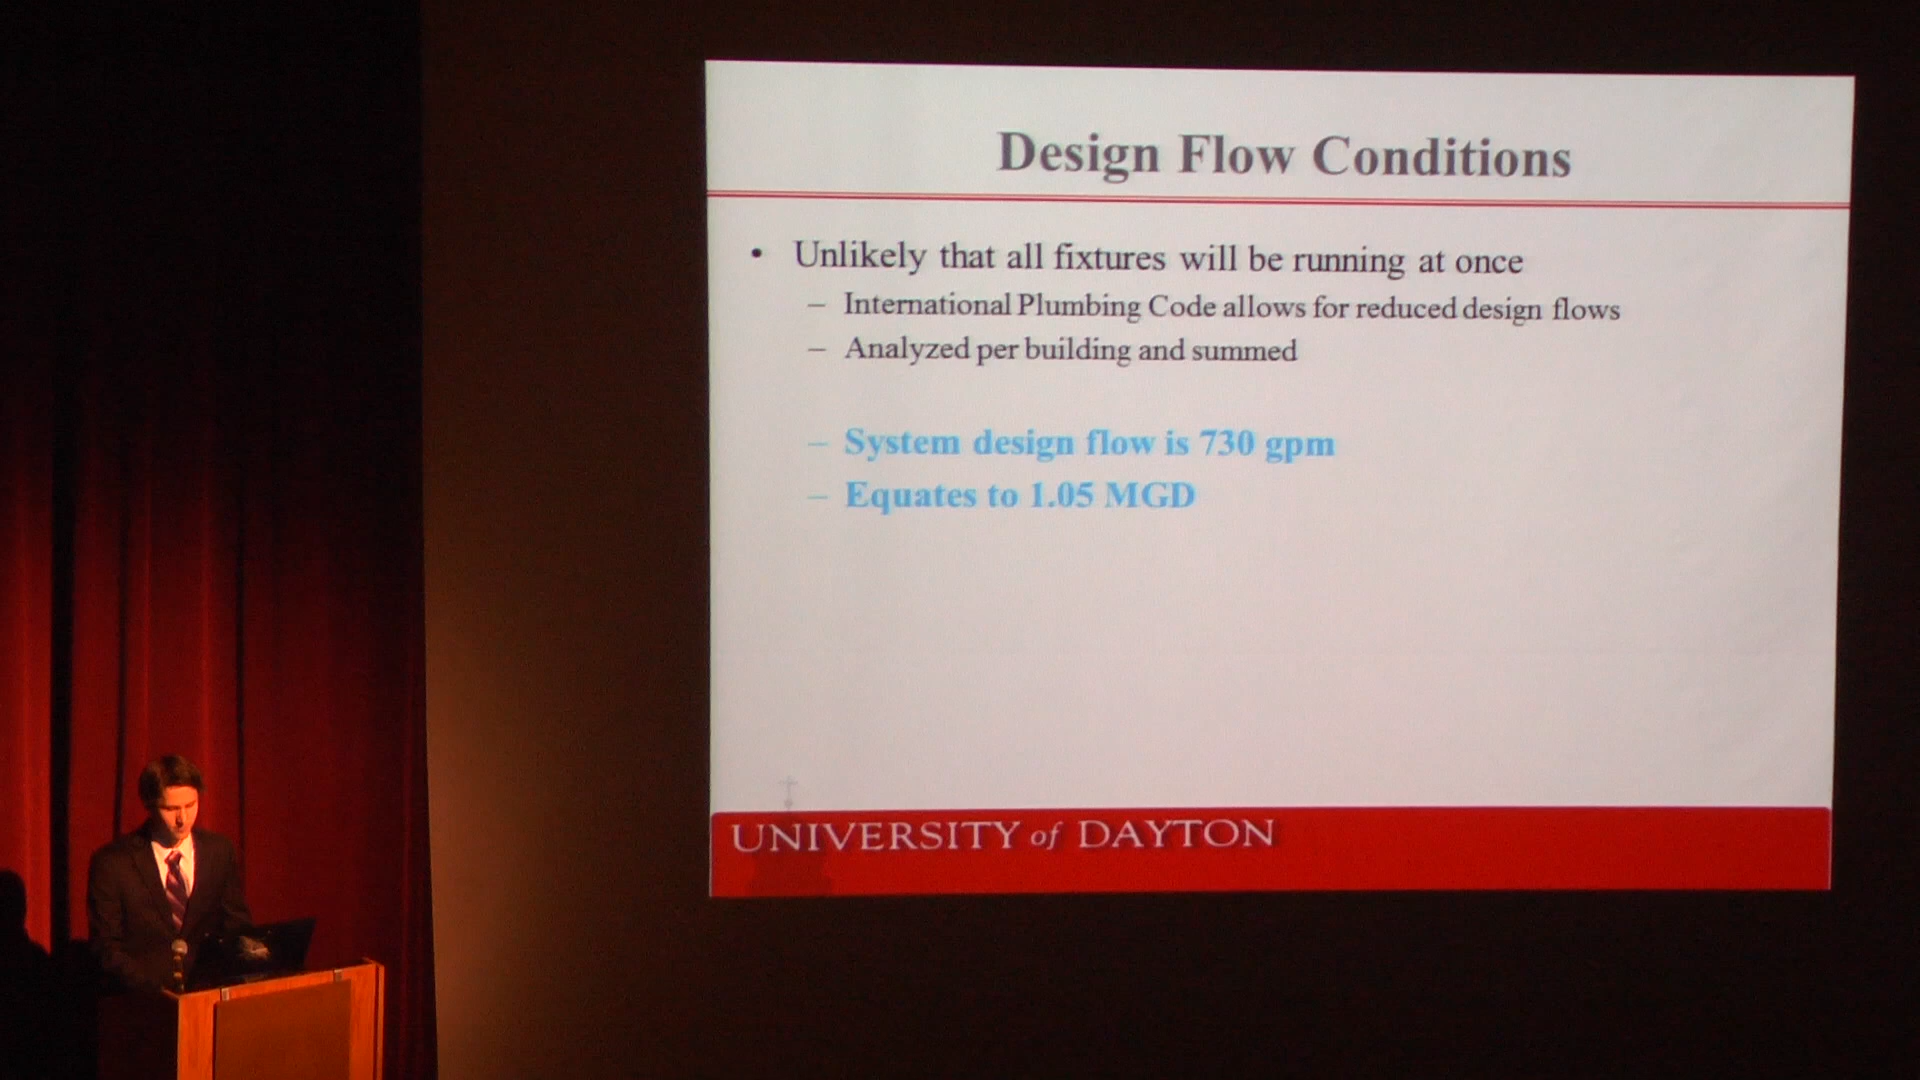 Design Flow Conditions
• Unlikely that all fixtures will be running at once
– International Plumbing Code allows for reduced design flows
– Analyzed per building and summed
– System design flow is 730 gpm
– Equates to 1.05 MGD
UNIVERSITY of DAYTON